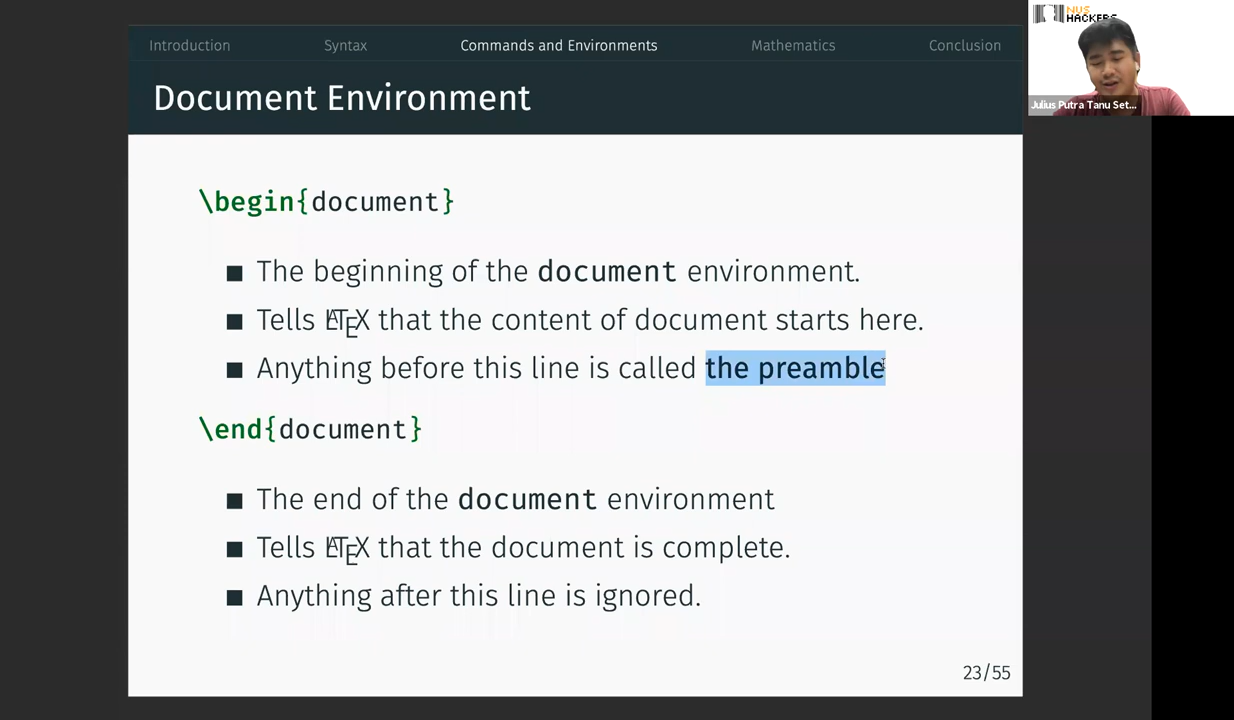 Introduction Syntax Commands and Environments Mathematics Conclusion
Document Environment
\begin{document}
■ The beginning of the document environment.
■ Tells LATEX that the content of document starts here.
■ Anything before this line is called the preamble
\end{document}
■ The end of the document environment
■ Tells LATEX that the document is complete.
■ Anything after this line is ignored.
23/55
NUS
HACKERS
Julius Putra Tanu Set...